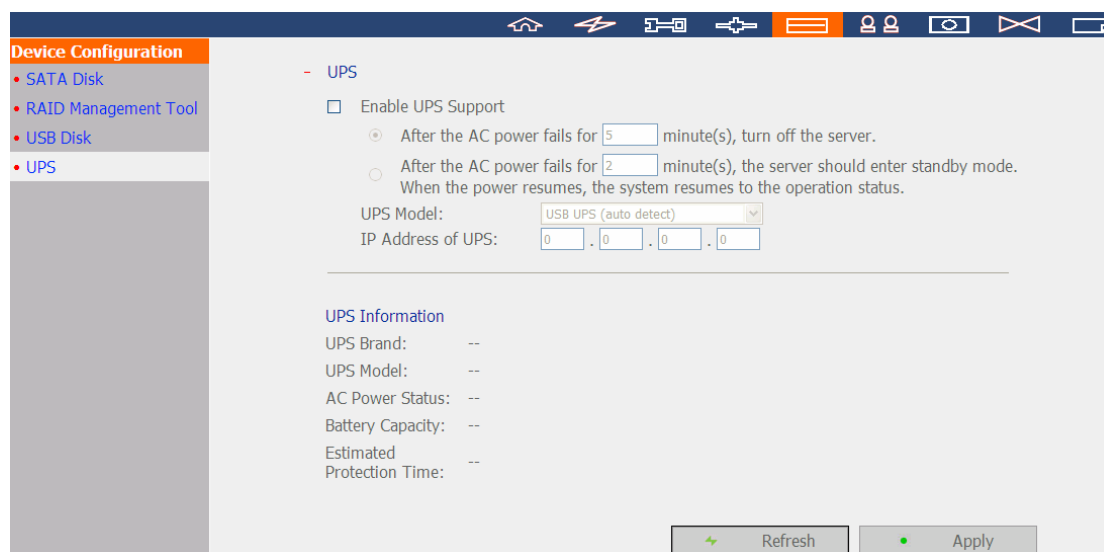 Device Configuration
• SATA Disk
• RAID Management Tool
• USB Disk
• UPS
– UPS
Enable UPS Support
After the AC power fails for 5 minute(s), turn off the server.
After the AC power fails for 2 minute(s), the server should enter standby mode.
When the power resumes, the system resumes to the operation status.
UPS Model: USB UPS (auto detect)
IP Address of UPS: 0 . 0 . 0 . 0
UPS Information
UPS Brand: --
UPS Model: --
AC Power Status: --
Battery Capacity: --
Estimated
Protection Time: --
Refresh
Apply